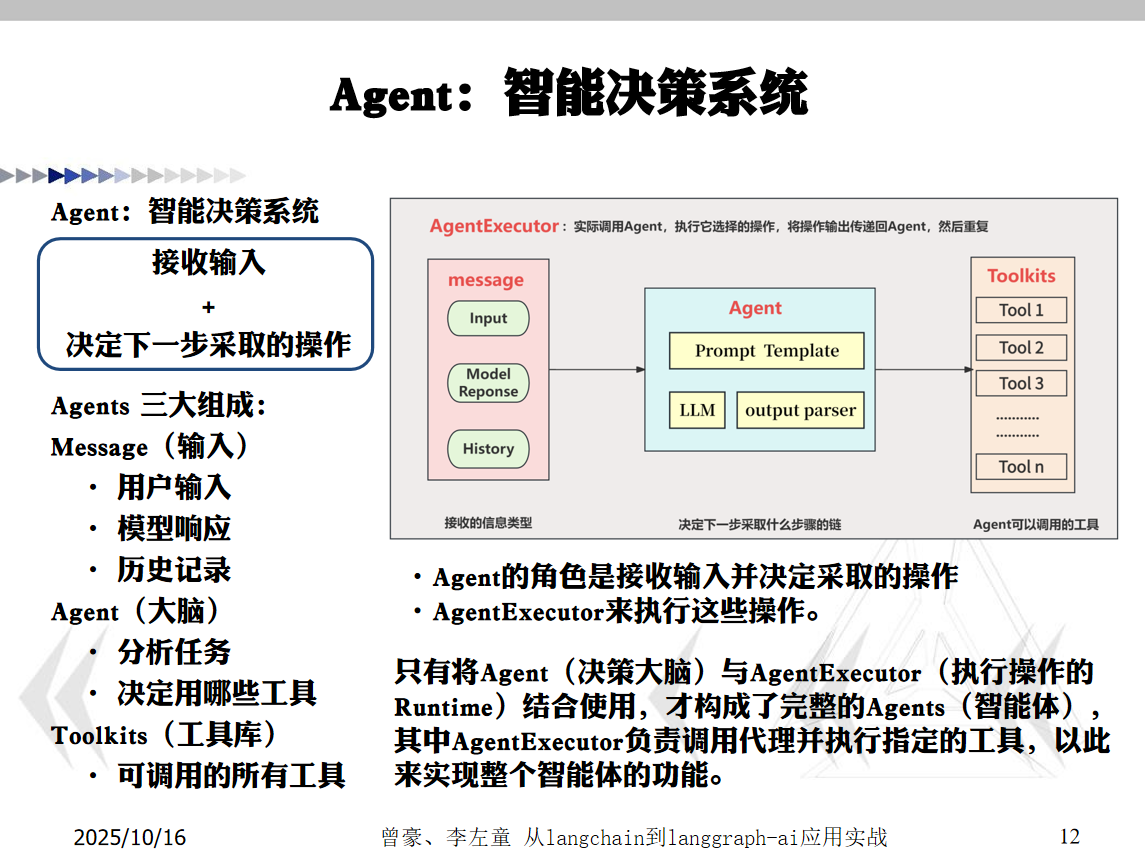 Agent：智能决策系统
Agent：智能决策系统
接收输入
+
决定下一步采取的操作
Agents 三大组成：
Message（输入）
• 用户输入
• 模型响应
• 历史记录
Agent（大脑）
• 分析任务
• 决定用哪些工具
Toolkits（工具库）
• 可调用的所有工具
AgentExecutor：实际调用Agent，执行它选择的操作，将操作输出传递回Agent，然后重复
message
Input
Model
Reponse
History
接收的信息类型
Agent
Prompt Template
LLM
output parser
决定下一步采取什么步骤的链
Toolkits
Tool 1
Tool 2
Tool 3
...........
...........
Tool n
Agent可以调用的工具
• Agent的角色是接收输入并决定采取的操作
• AgentExecutor来执行这些操作。
只有将Agent（决策大脑）与AgentExecutor（执行操作的
Runtime）结合使用，才构成了完整的Agents（智能体），
其中AgentExecutor负责调用代理并执行指定的工具，以此
来实现整个智能体的功能。
2025/10/16
曾豪、李左童 从langchain到langgraph-ai应用实战
12